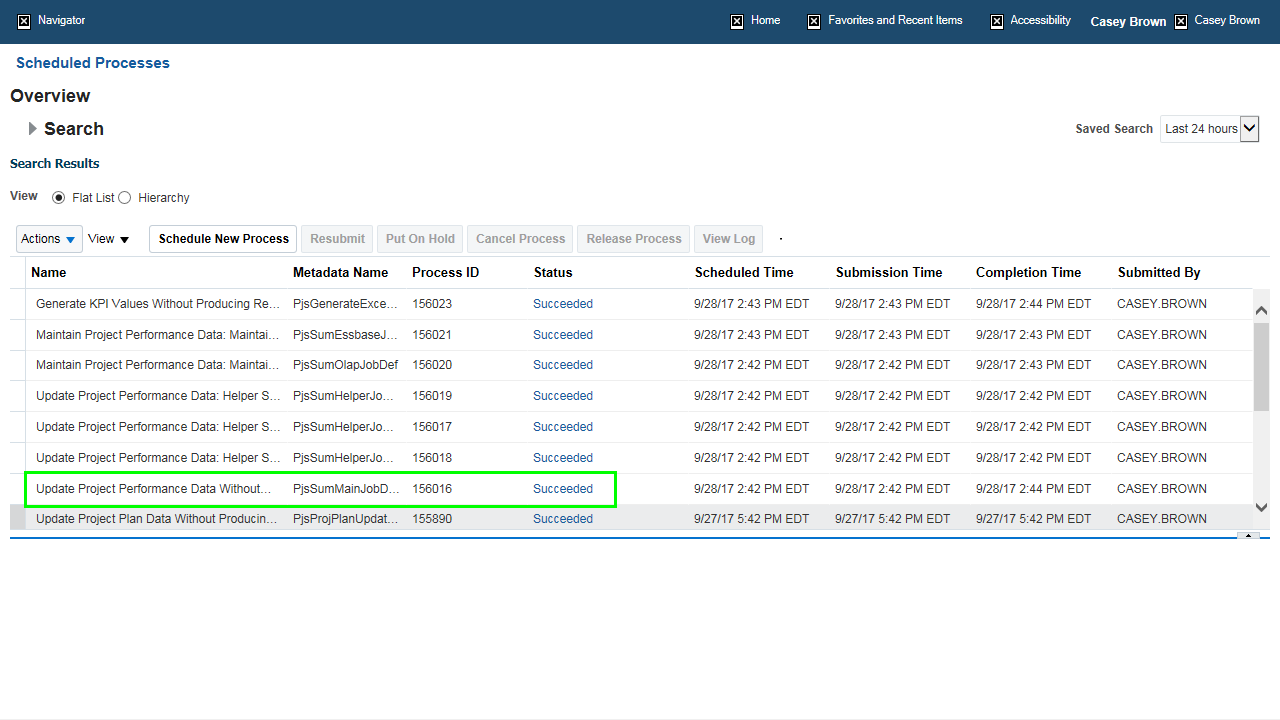 Navigator Home Favorites and Recent Items Accessibility Casey Brown Casey Brown
Scheduled Processes
Overview
Search Saved Search Last 24 hours
Search Results
View Flat List Hierarchy
Actions View Schedule New Process Resubmit Put On Hold Cancel Process Release Process View Log
Name Metadata Name Process ID Status Scheduled Time Submission Time Completion Time Submitted By
Generate KPI Values Without Producing Re... PjsGenerateExce... 156023 Succeeded 9/28/17 2:43 PM EDT 9/28/17 2:43 PM EDT 9/28/17 2:44 PM EDT CASEY.BROWN
Maintain Project Performance Data: Maintai... PjsSumEssbaseJ... 156021 Succeeded 9/28/17 2:43 PM EDT 9/28/17 2:43 PM EDT 9/28/17 2:43 PM EDT CASEY.BROWN
Maintain Project Performance Data: Maintai... PjsSumOlapJobDef 156020 Succeeded 9/28/17 2:42 PM EDT 9/28/17 2:42 PM EDT 9/28/17 2:43 PM EDT CASEY.BROWN
Update Project Performance Data: Helper S... PjsSumHelperJo... 156019 Succeeded 9/28/17 2:42 PM EDT 9/28/17 2:42 PM EDT 9/28/17 2:42 PM EDT CASEY.BROWN
Update Project Performance Data: Helper S... PjsSumHelperJo... 156017 Succeeded 9/28/17 2:42 PM EDT 9/28/17 2:42 PM EDT 9/28/17 2:42 PM EDT CASEY.BROWN
Update Project Performance Data: Helper S... PjsSumHelperJo... 156018 Succeeded 9/28/17 2:42 PM EDT 9/28/17 2:42 PM EDT 9/28/17 2:42 PM EDT CASEY.BROWN
Update Project Performance Data Without... PjsSumMainJobD... 156016 Succeeded 9/28/17 2:42 PM EDT 9/28/17 2:42 PM EDT 9/28/17 2:44 PM EDT CASEY.BROWN
Update Project Plan Data Without Producin... PjsProjPlanUpdat... 155890 Succeeded 9/27/17 5:42 PM EDT 9/27/17 5:42 PM EDT 9/27/17 5:42 PM EDT CASEY.BROWN